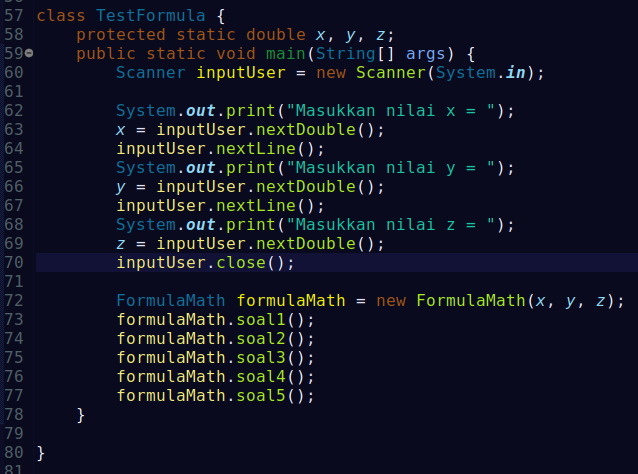 57 class TestFormula {
58     protected static double x, y, z;
59     public static void main(String[] args) {
60         Scanner inputUser = new Scanner(System.in);
61
62         System.out.print("Masukkan nilai x = ");
63         x = inputUser.nextDouble();
64         inputUser.nextLine();
65         System.out.print("Masukkan nilai y = ");
66         y = inputUser.nextDouble();
67         inputUser.nextLine();
68         System.out.print("Masukkan nilai z = ");
69         z = inputUser.nextDouble();
70         inputUser.close();
71
72         FormulaMath formulaMath = new FormulaMath(x, y, z);
73         formulaMath.soal1();
74         formulaMath.soal2();
75         formulaMath.soal3();
76         formulaMath.soal4();
77         formulaMath.soal5();
78     }
79
80 }
81